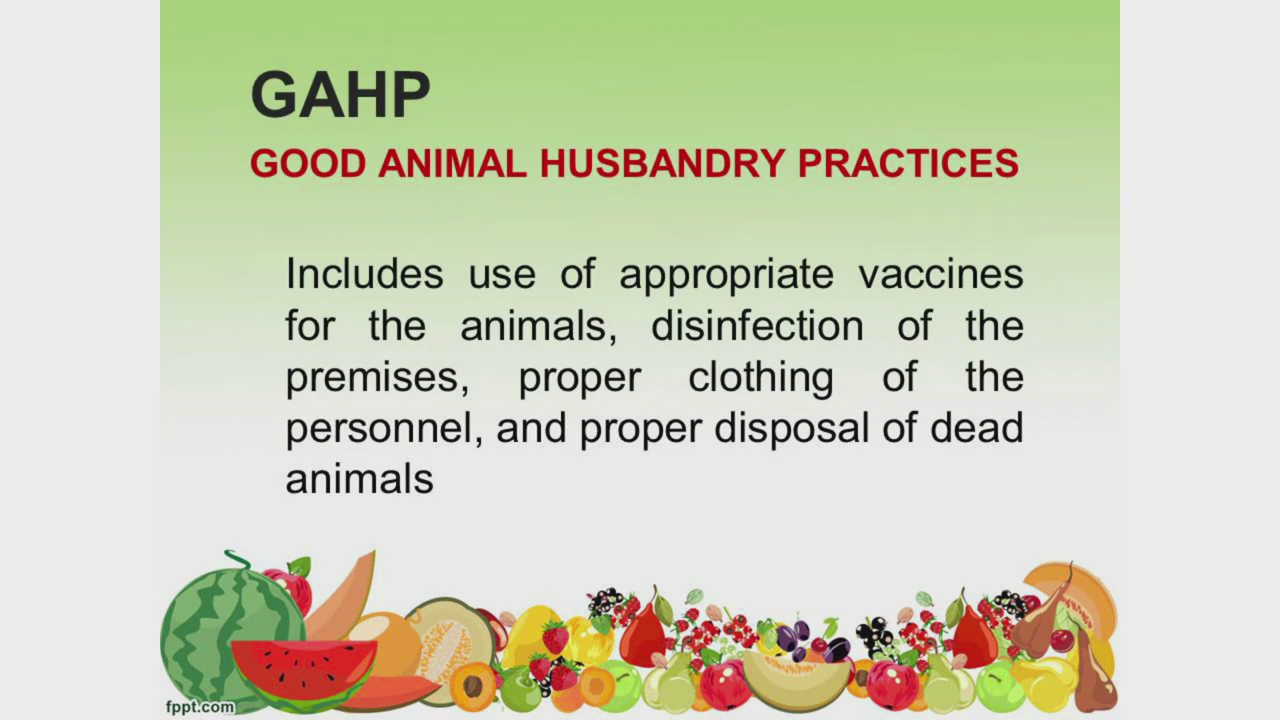 GAHP
GOOD ANIMAL HUSBANDRY PRACTICES
Includes use of appropriate vaccines
for the animals, disinfection of the
premises, proper clothing of the
personnel, and proper disposal of dead
animals
fppt.com